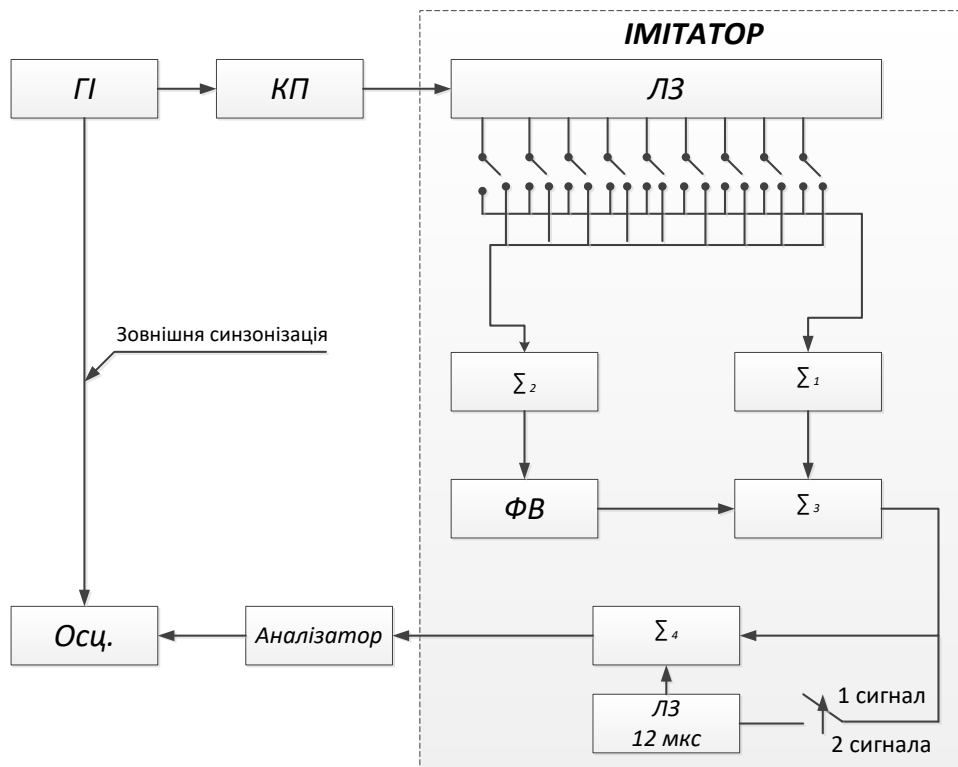 ІМІТАТОР
ГІ
КП
ЛЗ
Зовнішня синзонізація
∑ 2
∑ 1
ФВ
∑ 3
Осц.
Аналізатор
∑ 4
ЛЗ
12 мкс
1 сигнал
2 сигнала